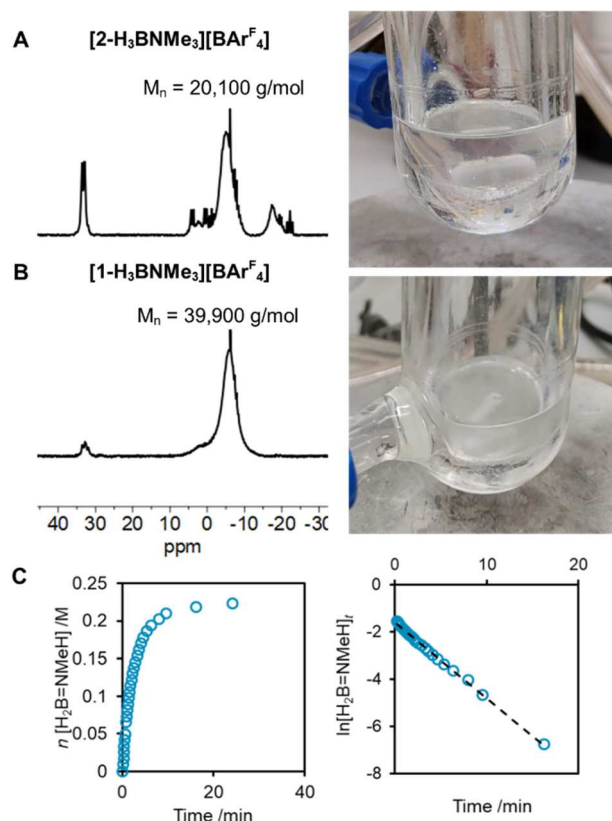 A
[2-H₃BNMe₃][BArᶠ₄]
Mₙ = 20,100 g/mol
B
[1-H₃BNMe₃][BArᶠ₄]
Mₙ = 39,900 g/mol
40 30 20 10 0 -10 -20 -30
ppm
C
n [H₂B=NMeH] /M
0.25
0.2
0.15
0.1
0.05
0
0 20 40
Time /min
ln[H₂B=NMeH]ₜ
0 10 20
0
-2
-4
-6
-8
Time /min